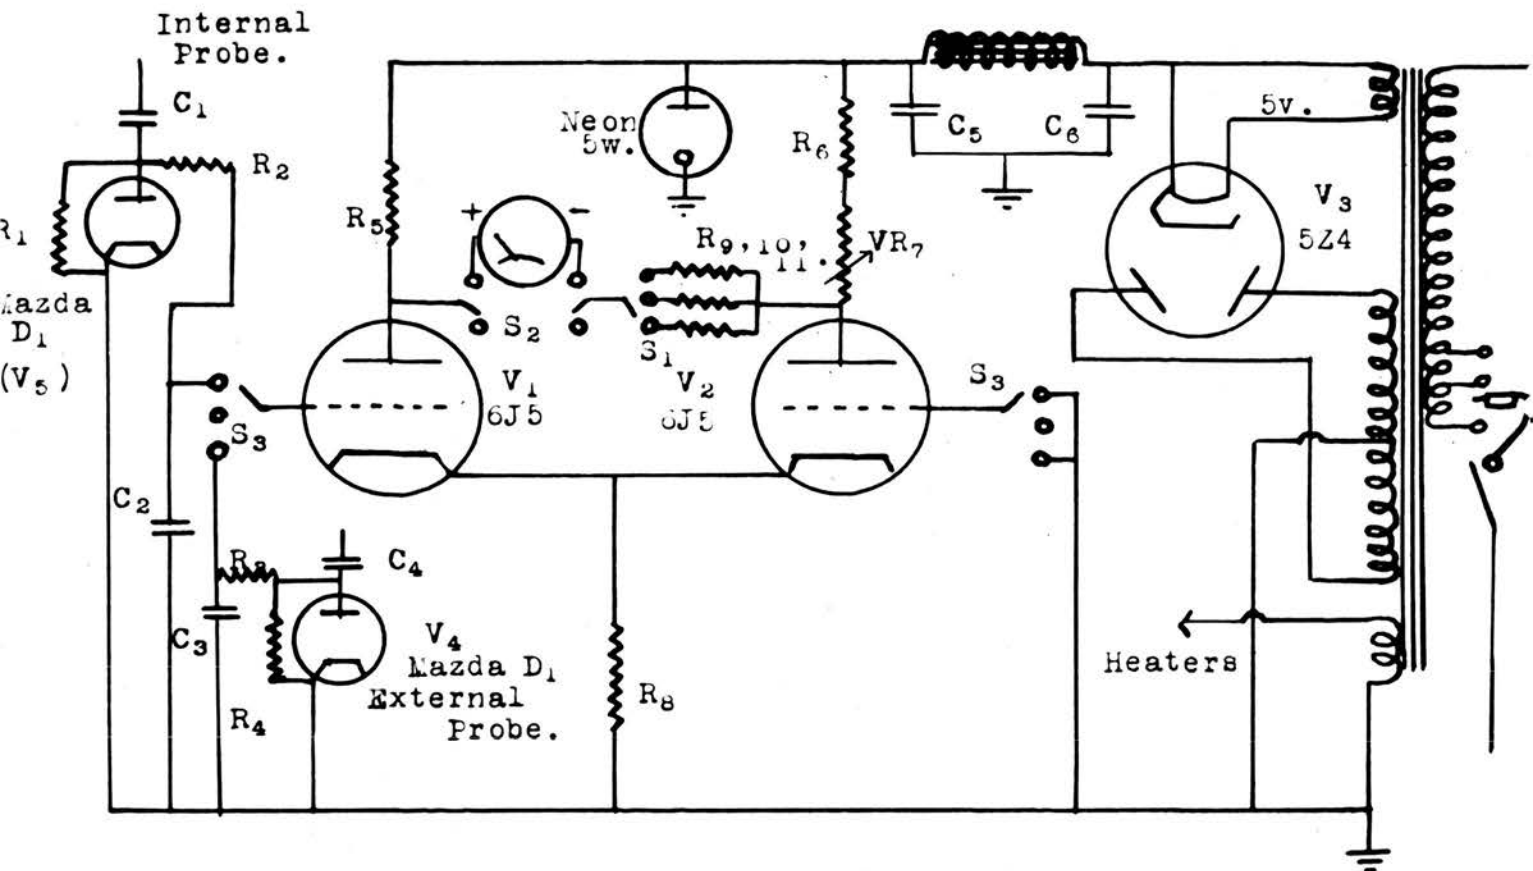 Internal
Probe.
C1
R2
R1
Mazda
D1
(V5)
R5
Neon
5w.
+
-
R6
R9,10,
11.
VR7
C5
C6
5v.
V3
5Z4
S2
S1
V1
6J5
V2
6J5
S3
S3
C2
R3
C4
C3
V4
Mazda D1
External
Probe.
R4
R8
Heaters